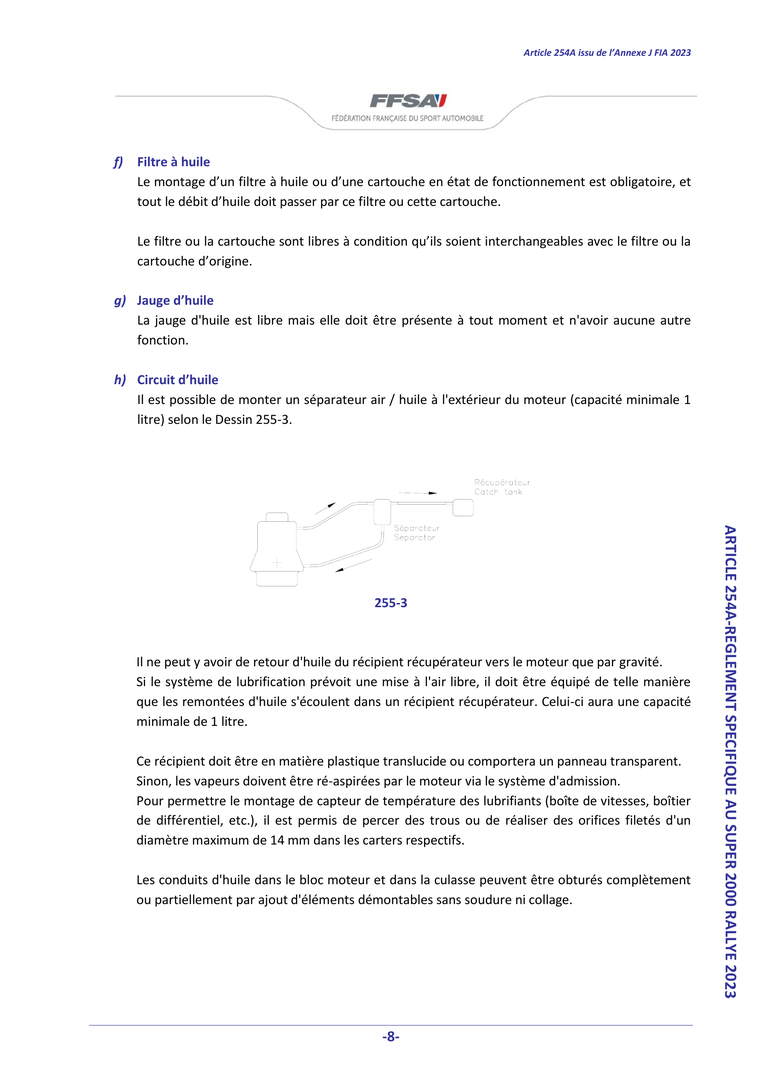 Article 254A issu de l'Annexe J FIA 2023
FFSA
FÉDÉRATION FRANÇAISE DU SPORT AUTOMOBILE
f) Filtre à huile
Le montage d'un filtre à huile ou d'une cartouche en état de fonctionnement est obligatoire, et
tout le débit d'huile doit passer par ce filtre ou cette cartouche.
Le filtre ou la cartouche sont libres à condition qu'ils soient interchangeables avec le filtre ou la
cartouche d'origine.
g) Jauge d'huile
La jauge d'huile est libre mais elle doit être présente à tout moment et n'avoir aucune autre
fonction.
h) Circuit d'huile
Il est possible de monter un séparateur air / huile à l'extérieur du moteur (capacité minimale 1
litre) selon le Dessin 255-3.
Récupérateur
Catch tank
Séparateur
Separator
255-3
Il ne peut y avoir de retour d'huile du récipient récupérateur vers le moteur que par gravité.
Si le système de lubrification prévoit une mise à l'air libre, il doit être équipé de telle manière
que les remontées d'huile s'écoulent dans un récipient récupérateur. Celui-ci aura une capacité
minimale de 1 litre.
Ce récipient doit être en matière plastique translucide ou comportera un panneau transparent.
Sinon, les vapeurs doivent être ré-aspirées par le moteur via le système d'admission.
Pour permettre le montage de capteur de température des lubrifiants (boîte de vitesses, boîtier
de différentiel, etc.), il est permis de percer des trous ou de réaliser des orifices filetés d'un
diamètre maximum de 14 mm dans les carters respectifs.
Les conduits d'huile dans le bloc moteur et dans la culasse peuvent être obturés complètement
ou partiellement par ajout d'éléments démontables sans soudure ni collage.
ARTICLE 254A-REGLEMENT SPECIFIQUE AU SUPER 2000 RALLYE 2023
-8-